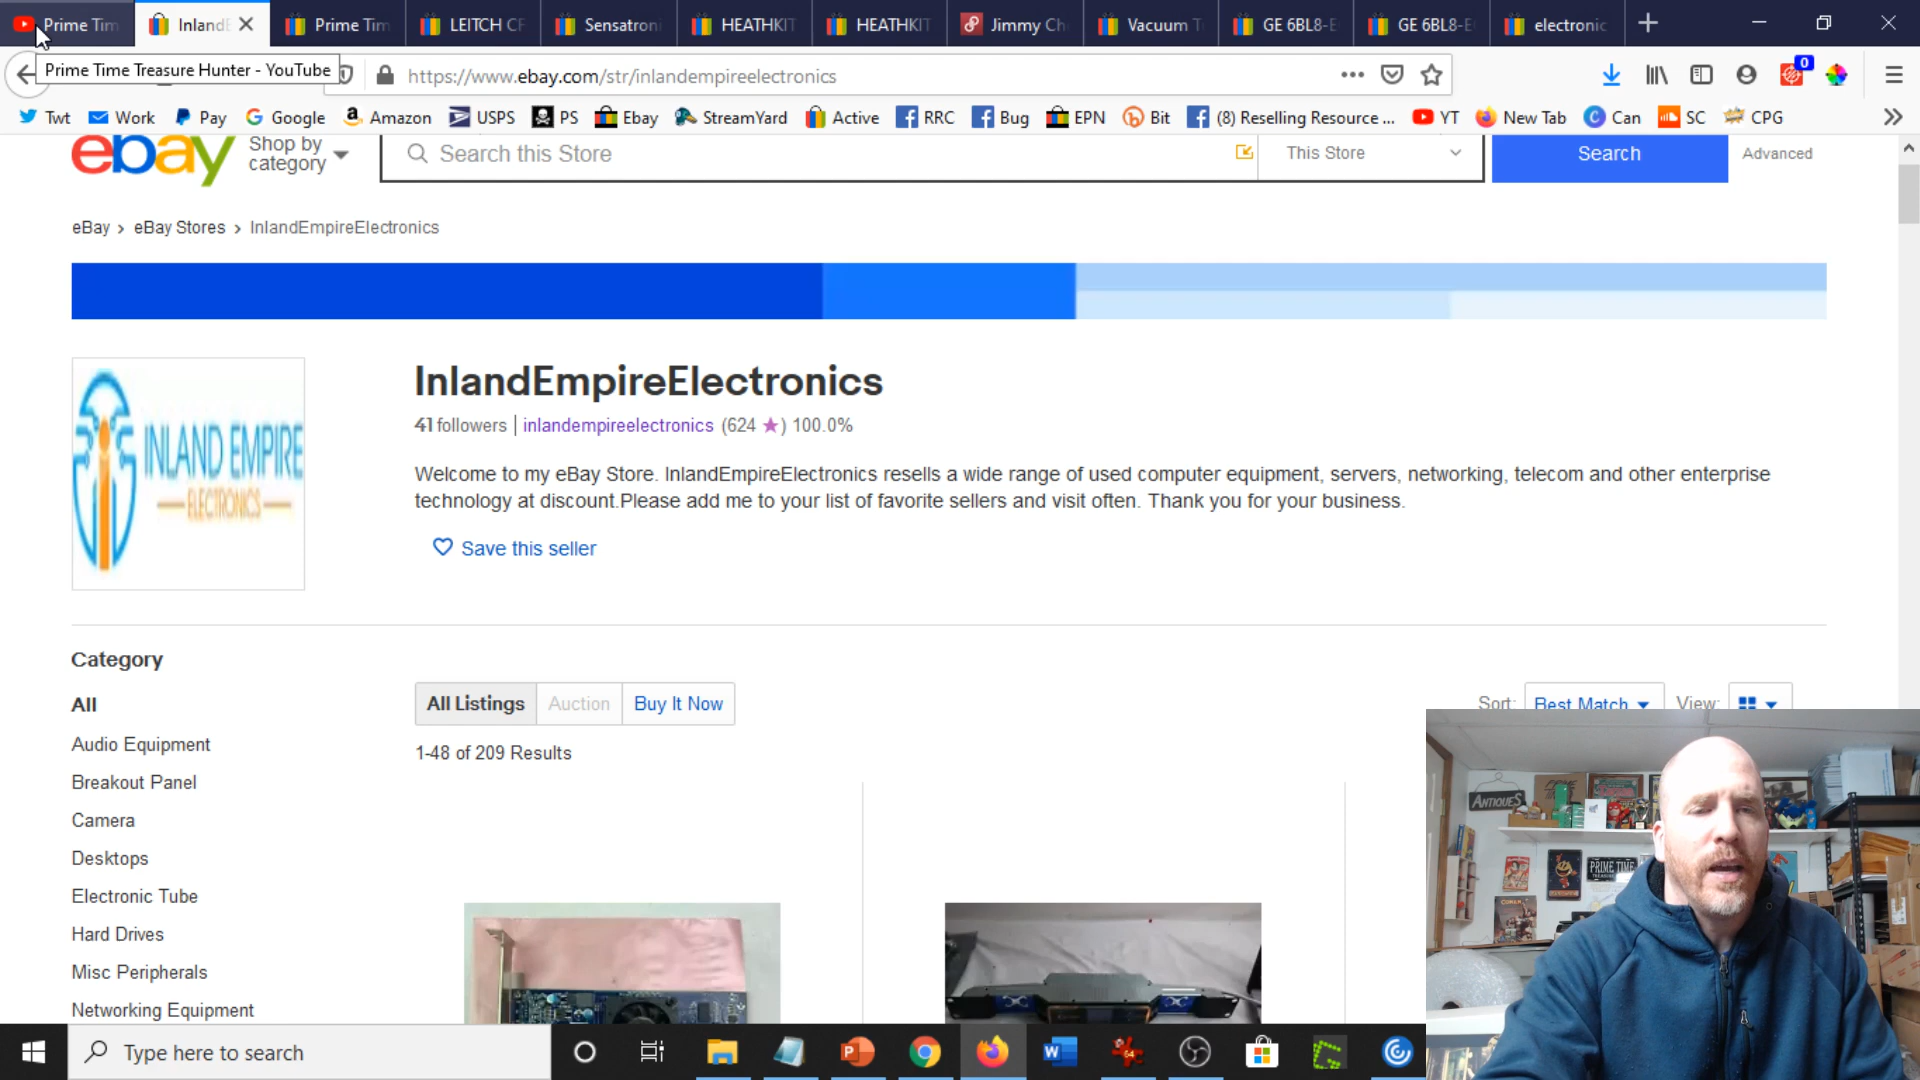 Prime Tim
Inland
Prime Tim
LEITCH CF
Sensatroni
HEATHKIT
HEATHKIT
Jimmy Ch
Vacuum T
GE 6BL8-E
GE 6BL8-E
electronic
Prime Time Treasure Hunter - YouTube
https://www.ebay.com/str/inlandempireelectronics
0
Twt
Work
Pay
Google
Amazon
USPS
PS
Ebay
StreamYard
Active
RRC
Bug
EPN
Bit
(8) Reselling Resource ...
YT
New Tab
Can
SC
CPG
ebay
Shop by
category
Search this Store
This Store
Search
Advanced
eBay > eBay Stores > InlandEmpireElectronics
INLAND EMPIRE
ELECTRONICS
InlandEmpireElectronics
41 followers | inlandempireelectronics (624 ★) 100.0%
Welcome to my eBay Store. InlandEmpireElectronics resells a wide range of used computer equipment, servers, networking, telecom and other enterprise
technology at discount.Please add me to your list of favorite sellers and visit often. Thank you for your business.
Save this seller
Category
All
Audio Equipment
Breakout Panel
Camera
Desktops
Electronic Tube
Hard Drives
Misc Peripherals
Networking Equipment
All Listings
Auction
Buy It Now
Sort:
Best Match
View:
1-48 of 209 Results
ANTIQUES
PRIME TIME
Type here to search